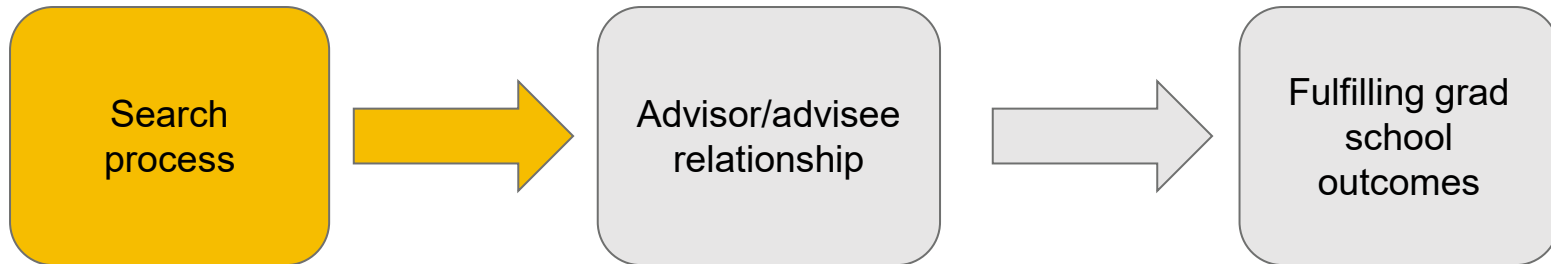 Search
process
Advisor/advisee
relationship
Fulfilling grad
school
outcomes